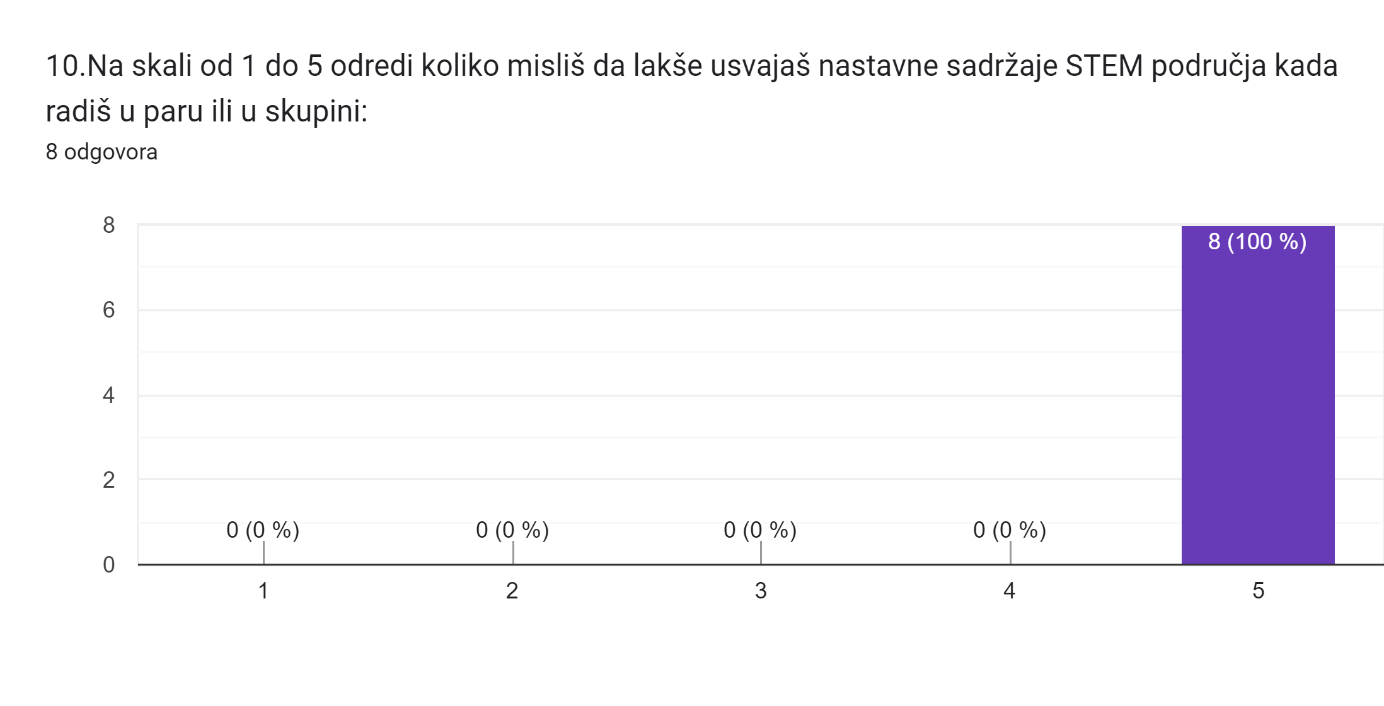 10.Na skali od 1 do 5 odredi koliko misliš da lakše usvajaš nastavne sadržaje STEM područja kada
radiš u paru ili u skupini:
8 odgovora
8
8 (100 %)
6
4
2
0 (0 %) 0 (0 %) 0 (0 %) 0 (0 %)
0
1 2 3 4 5